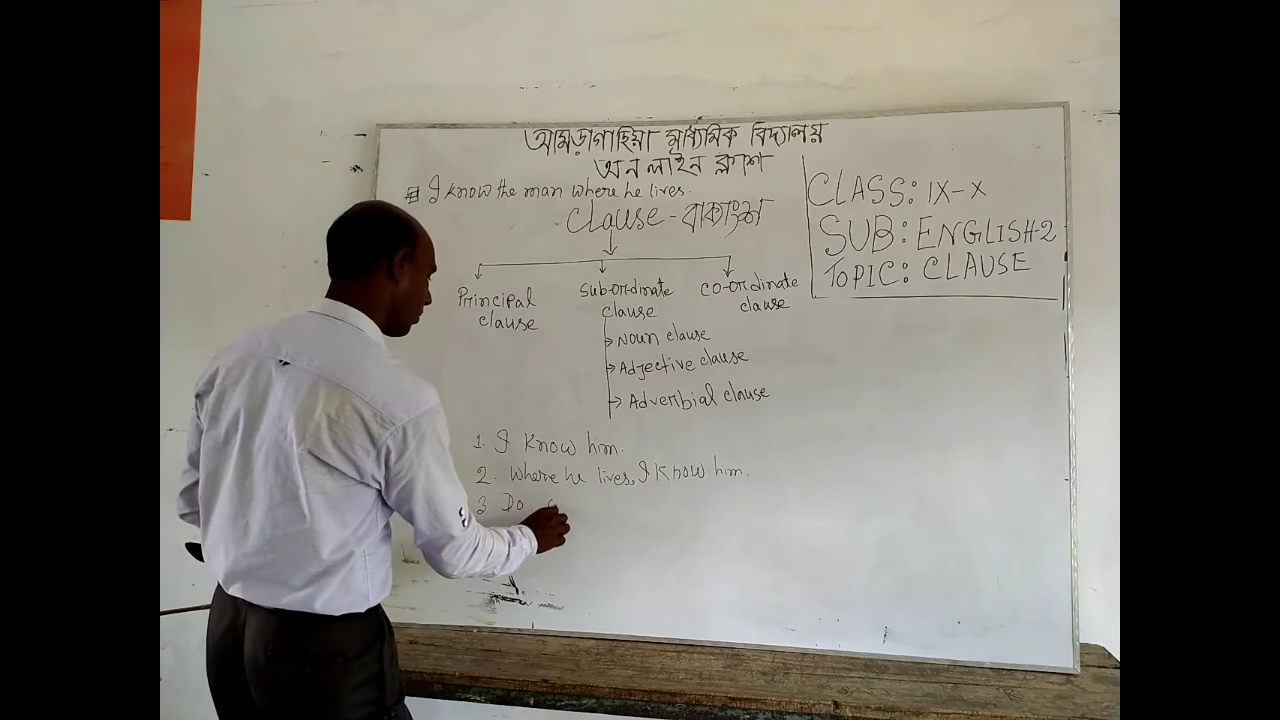 আমড়াগাছিয়া মাধ্যমিক বিদ্যালয়
অনলাইন ক্লাশ
I know the man where he lives.
Clause - বাক্যাংশ
CLASS: IX-X
SUB: ENGLISH-2
TOPIC: CLAUSE
Principal clause
Sub-ordinate clause
Co-ordinate clause
Noun clause
Adjective clause
Adverbial clause
1. I know him.
2. Where he lives, I know him.
3 Do